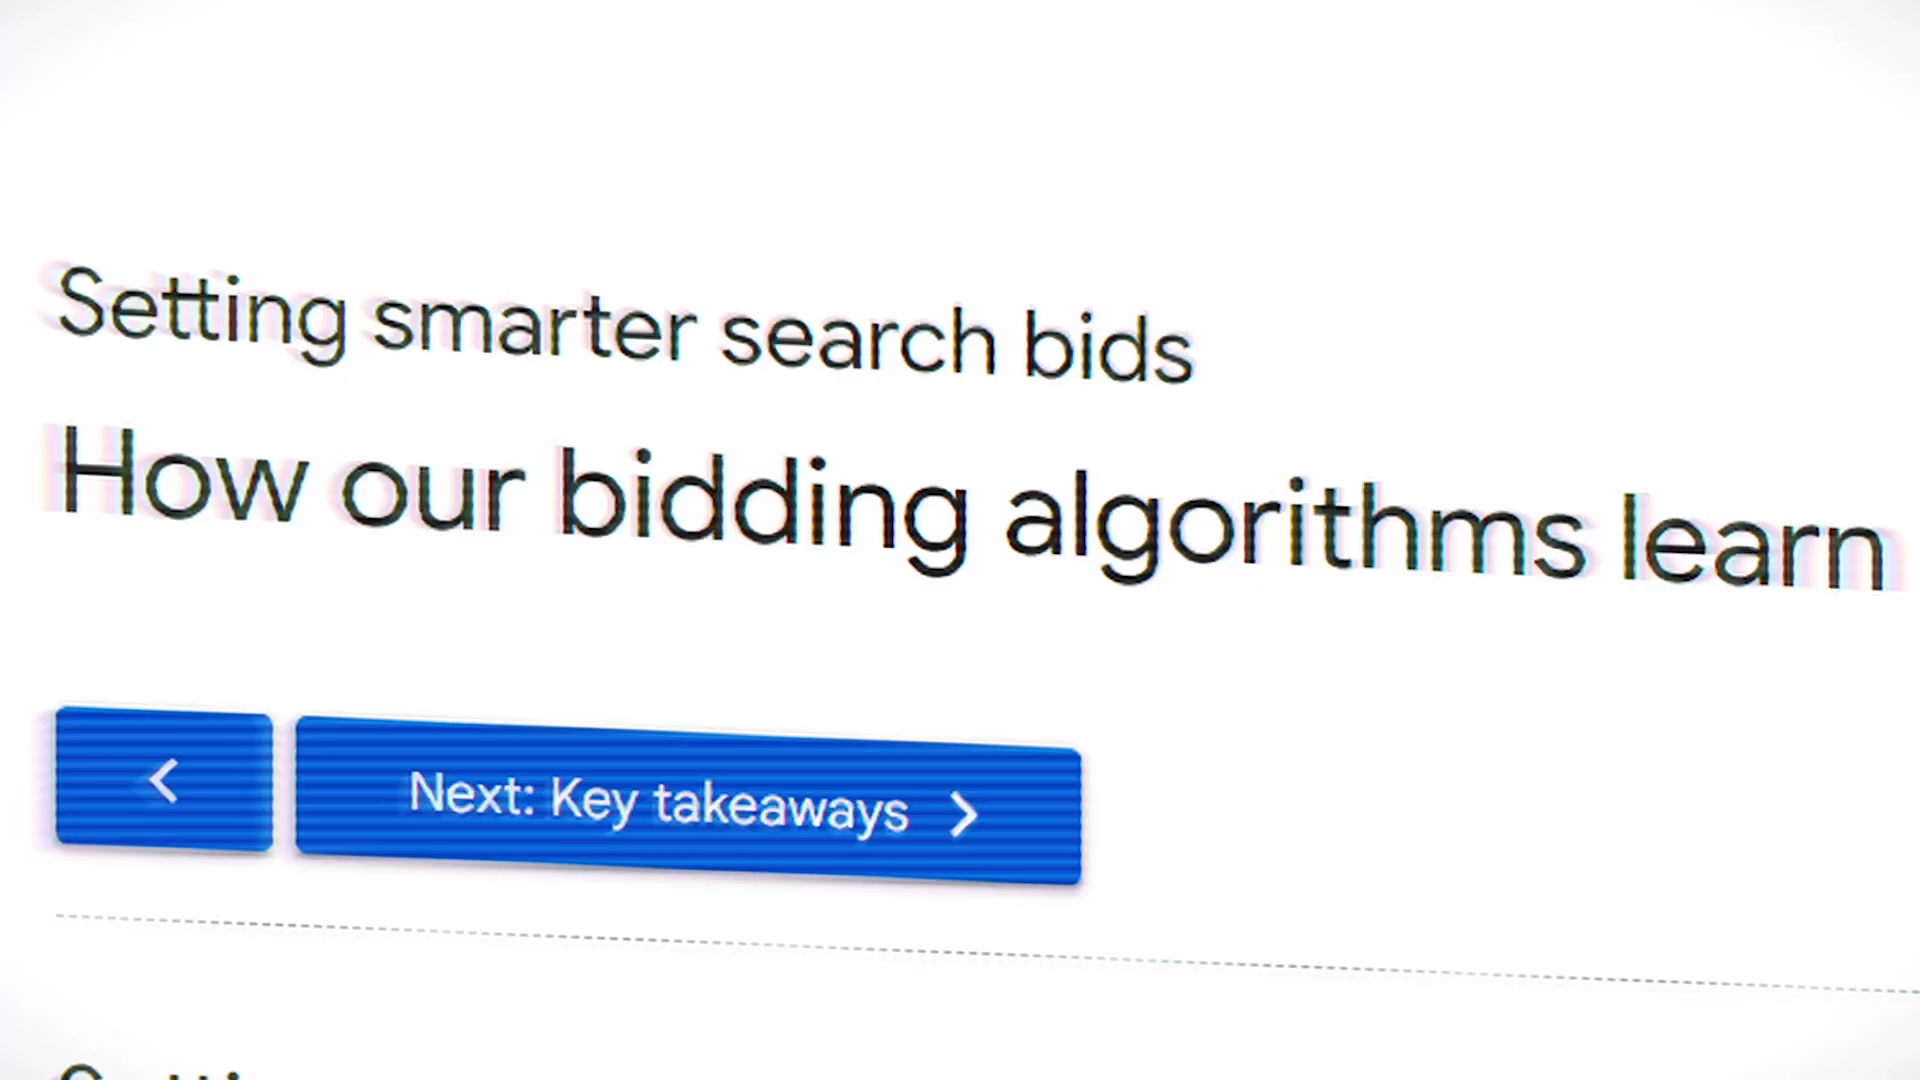 Setting smarter search bids
How our bidding algorithms learn
Next: Key takeaways